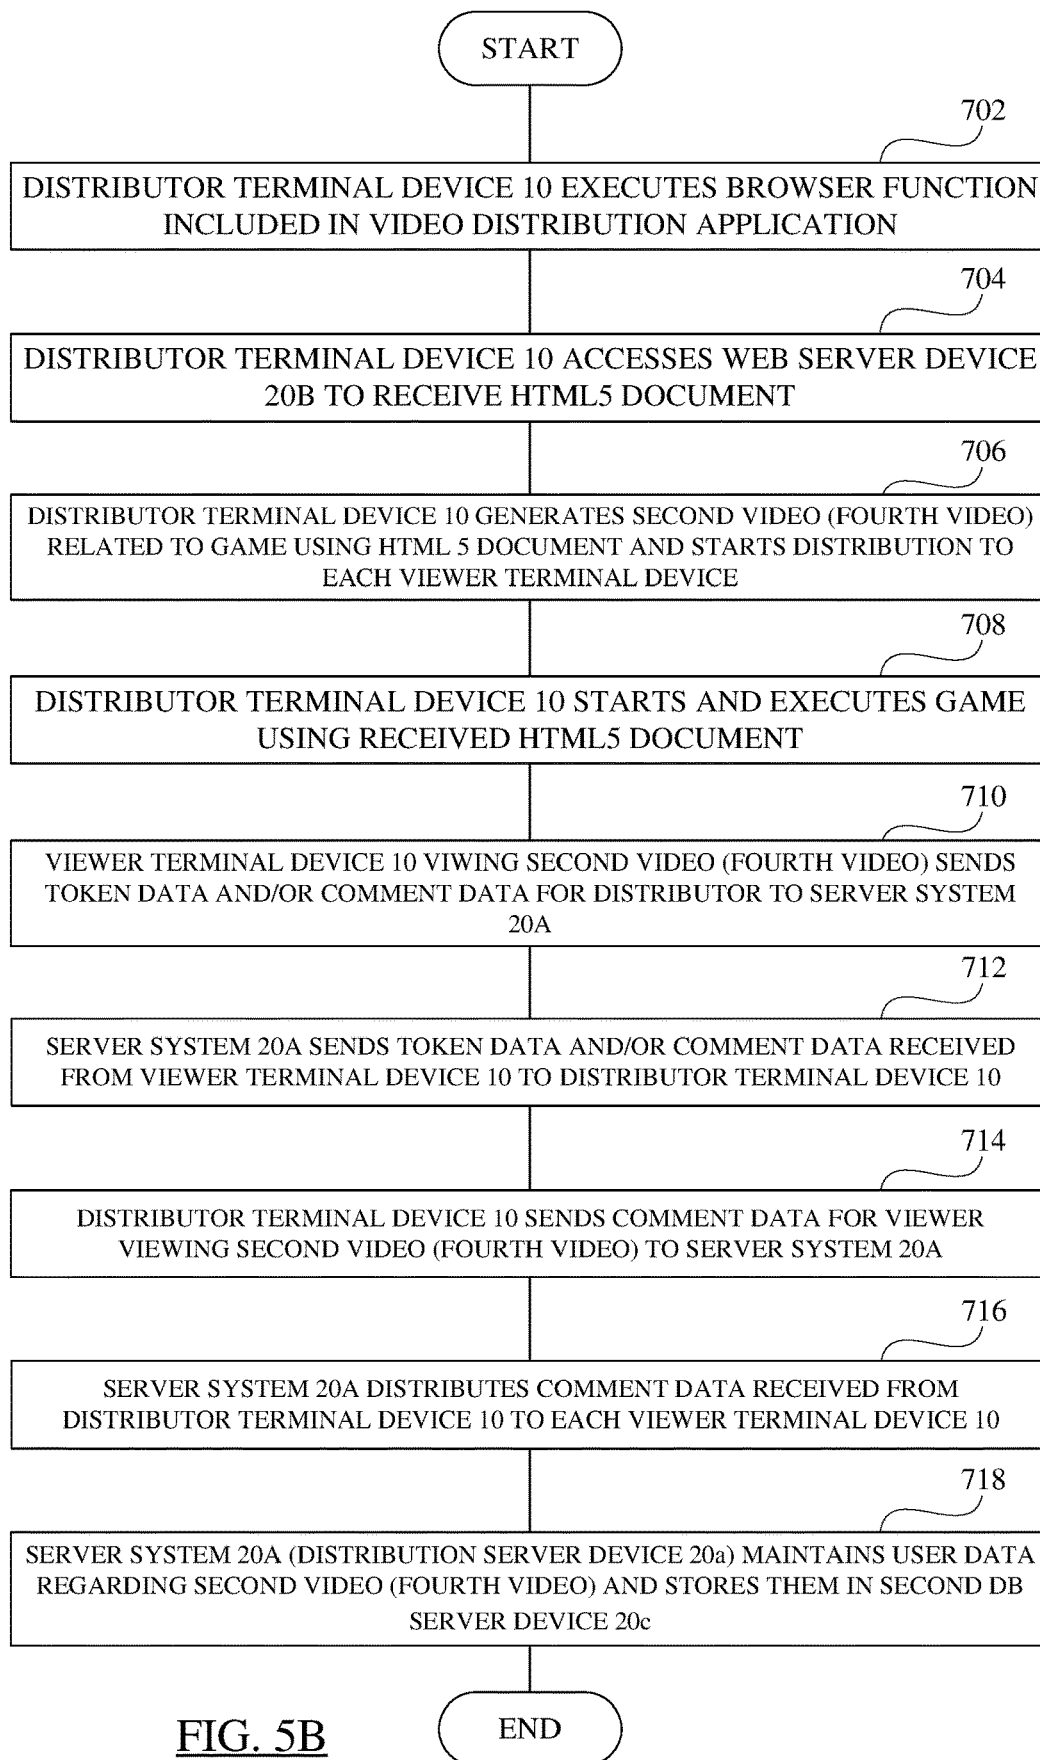 START
702
DISTRIBUTOR TERMINAL DEVICE 10 EXECUTES BROWSER FUNCTION
INCLUDED IN VIDEO DISTRIBUTION APPLICATION
704
DISTRIBUTOR TERMINAL DEVICE 10 ACCESSES WEB SERVER DEVICE
20B TO RECEIVE HTML5 DOCUMENT
706
DISTRIBUTOR TERMINAL DEVICE 10 GENERATES SECOND VIDEO (FOURTH VIDEO)
RELATED TO GAME USING HTML 5 DOCUMENT AND STARTS DISTRIBUTION TO
EACH VIEWER TERMINAL DEVICE
708
DISTRIBUTOR TERMINAL DEVICE 10 STARTS AND EXECUTES GAME
USING RECEIVED HTML5 DOCUMENT
710
VIEWER TERMINAL DEVICE 10 VIWING SECOND VIDEO (FOURTH VIDEO) SENDS
TOKEN DATA AND/OR COMMENT DATA FOR DISTRIBUTOR TO SERVER SYSTEM
20A
712
SERVER SYSTEM 20A SENDS TOKEN DATA AND/OR COMMENT DATA RECEIVED
FROM VIEWER TERMINAL DEVICE 10 TO DISTRIBUTOR TERMINAL DEVICE 10
714
DISTRIBUTOR TERMINAL DEVICE 10 SENDS COMMENT DATA FOR VIEWER
VIEWING SECOND VIDEO (FOURTH VIDEO) TO SERVER SYSTEM 20A
716
SERVER SYSTEM 20A DISTRIBUTES COMMENT DATA RECEIVED FROM
DISTRIBUTOR TERMINAL DEVICE 10 TO EACH VIEWER TERMINAL DEVICE 10
718
SERVER SYSTEM 20A (DISTRIBUTION SERVER DEVICE 20a) MAINTAINS USER DATA
REGARDING SECOND VIDEO (FOURTH VIDEO) AND STORES THEM IN SECOND DB
SERVER DEVICE 20c
END
FIG. 5B